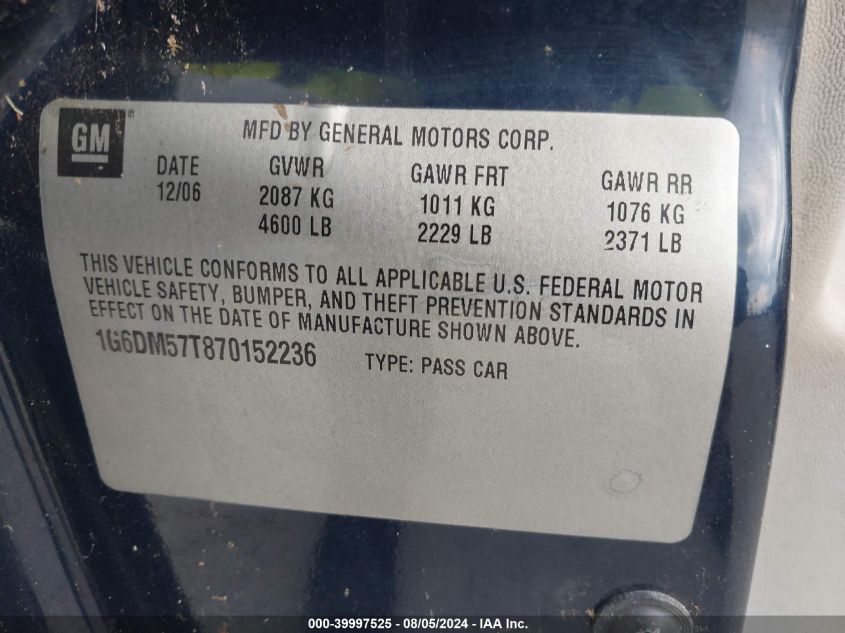 GM ®
MFD BY GENERAL MOTORS CORP.
DATE GVWR GAWR FRT GAWR RR
12/06 2087 KG 1011 KG 1076 KG
4600 LB 2229 LB 2371 LB
THIS VEHICLE CONFORMS TO ALL APPLICABLE U.S. FEDERAL MOTOR
VEHICLE SAFETY, BUMPER, AND THEFT PREVENTION STANDARDS IN
EFFECT ON THE DATE OF MANUFACTURE SHOWN ABOVE.
1G6DM57T870152236 TYPE: PASS CAR
000-39997525 - 08/05/2024 - IAA Inc.